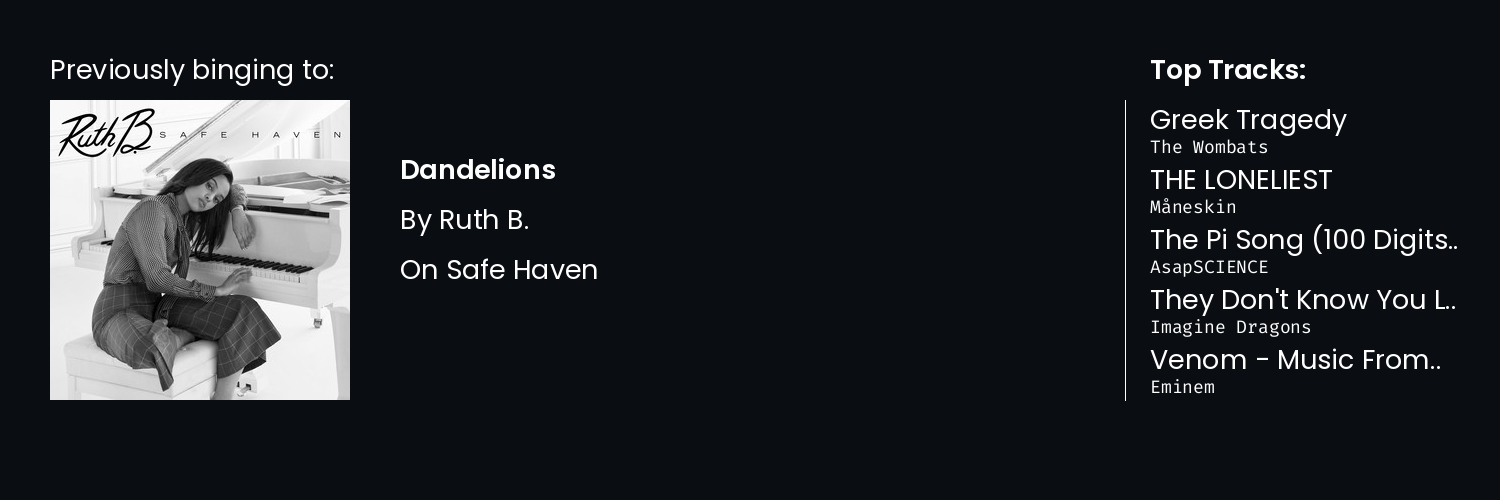 Previously binging to:
Ruth B. SAFE HAVEN
Dandelions
By Ruth B.
On Safe Haven
Top Tracks:
Greek Tragedy
The Wombats
THE LONELIEST
Måneskin
The Pi Song (100 Digits..
AsapSCIENCE
They Don't Know You L..
Imagine Dragons
Venom - Music From..
Eminem